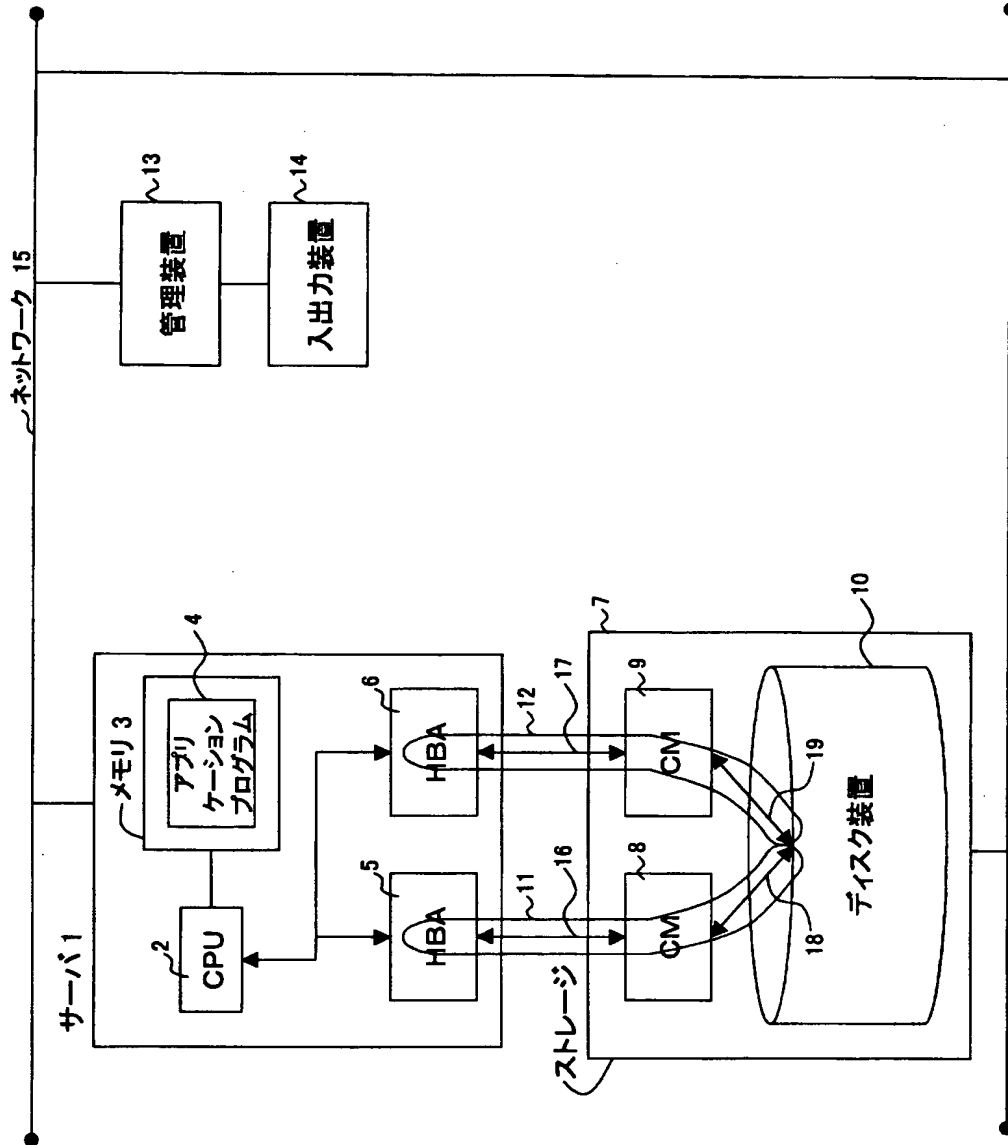 ネットワーク 15
サーバ 1
メモリ 3
4
アプリ
ケーション
プログラム
2
CPU
13
管理装置
14
入出力装置
5
HBA
6
HBA
11
12
16
17
ストレージ
7
8
CM
9
CM
18
19
10
ディスク装置